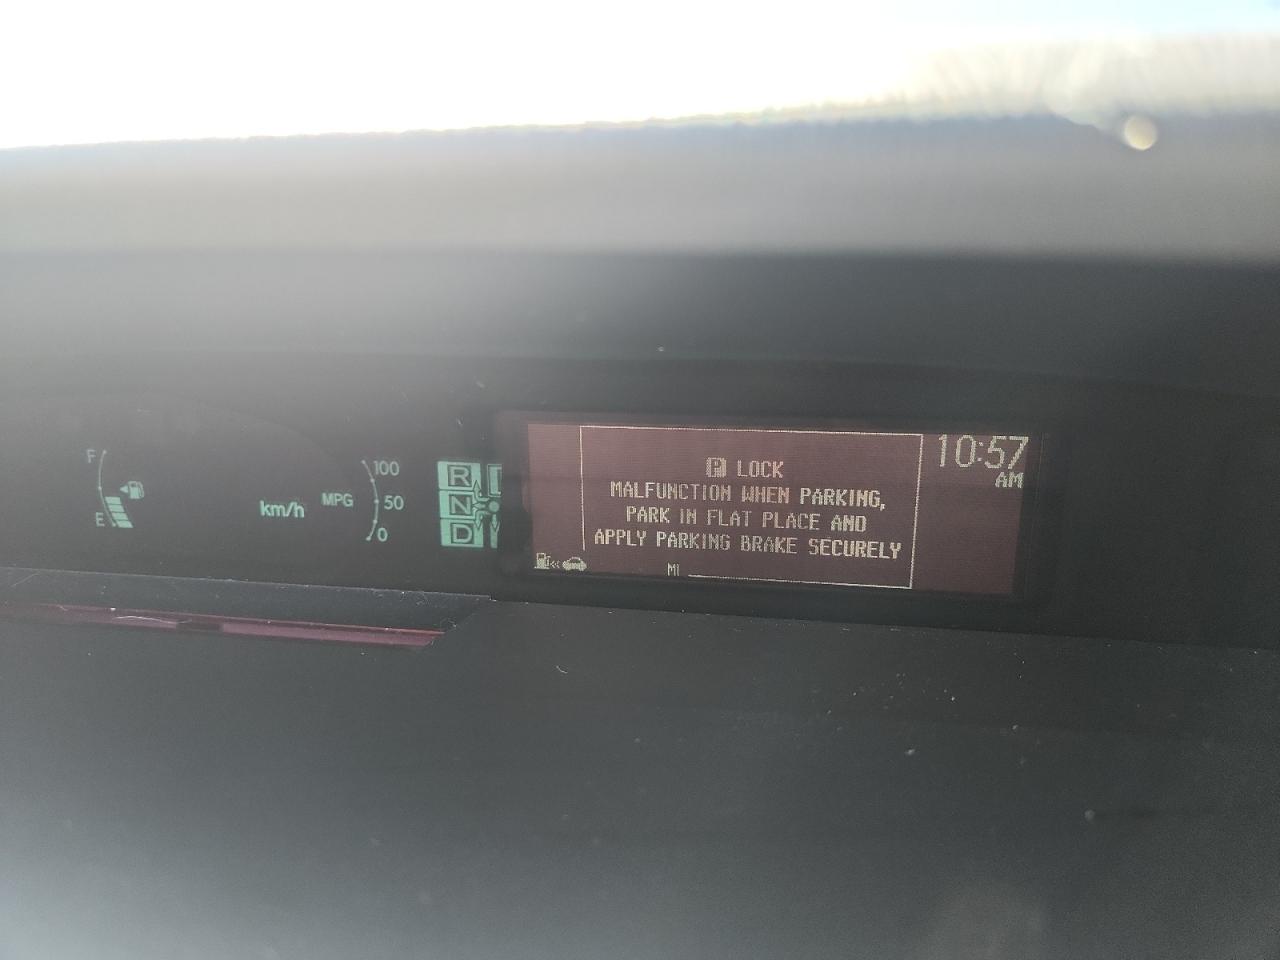 F
E
km/h
MPG
100
50
0
R
N
D
P LOCK
MALFUNCTION WHEN PARKING,
PARK IN FLAT PLACE AND
APPLY PARKING BRAKE SECURELY
MI
10:57
AM